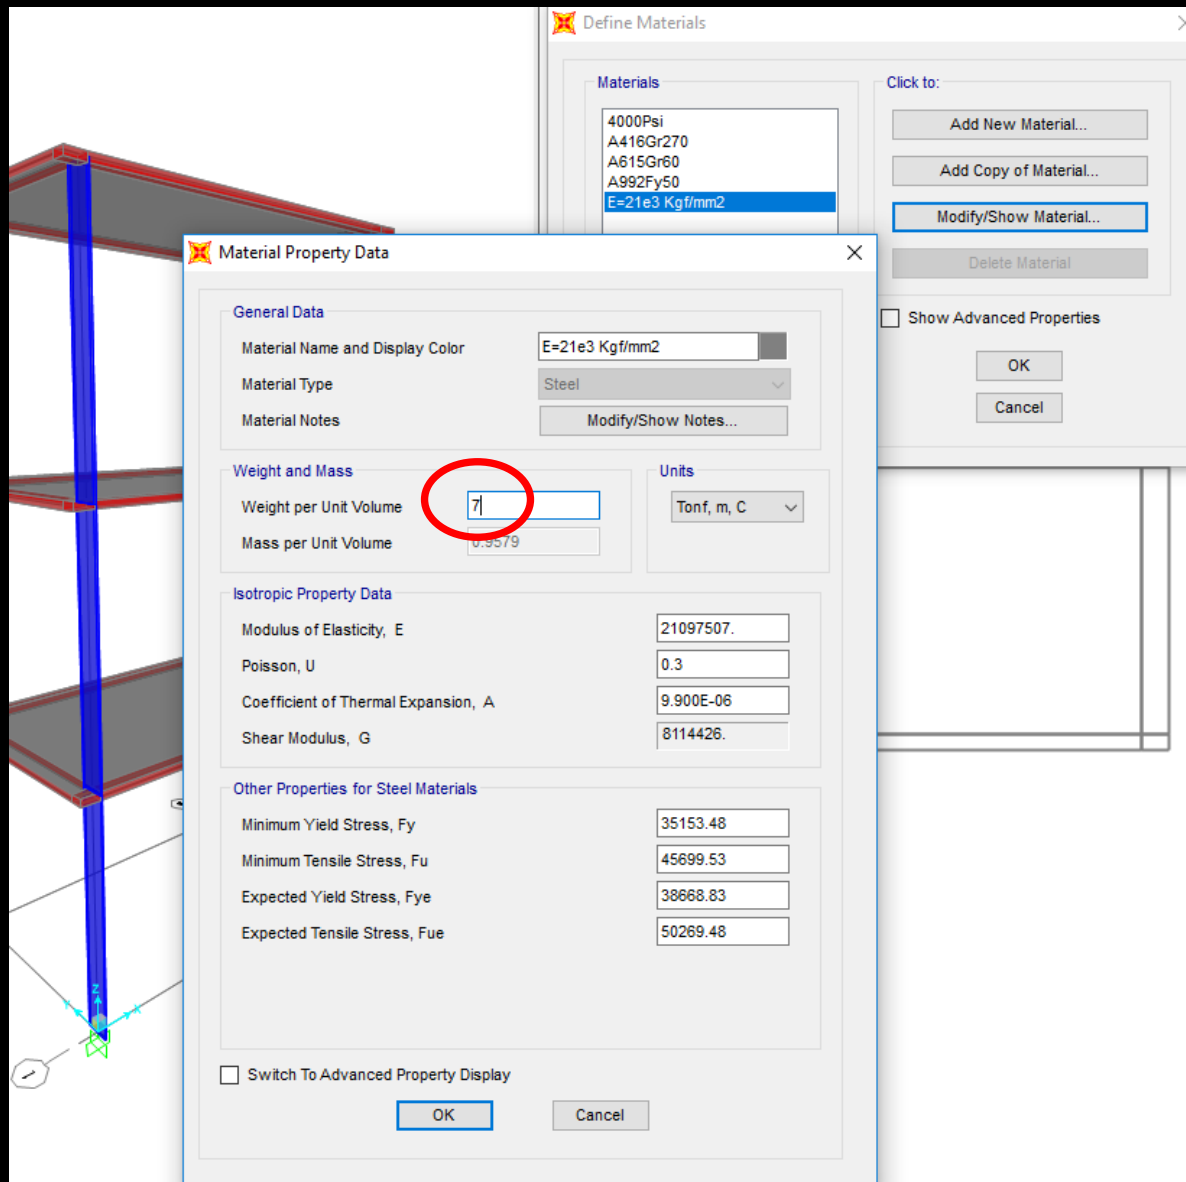 Define Materials
Materials
4000Psi
A416Gr270
A615Gr60
A992Fy50
E=21e3 Kgf/mm2
Click to:
Add New Material...
Add Copy of Material...
Modify/Show Material...
Delete Material
Show Advanced Properties
OK
Cancel
Material Property Data
General Data
Material Name and Display Color E=21e3 Kgf/mm2
Material Type Steel
Material Notes Modify/Show Notes...
Weight and Mass
Weight per Unit Volume 7
Mass per Unit Volume 0.9579
Units
Tonf, m, C
Isotropic Property Data
Modulus of Elasticity, E 21097507.
Poisson, U 0.3
Coefficient of Thermal Expansion, A 9.900E-06
Shear Modulus, G 8114426.
Other Properties for Steel Materials
Minimum Yield Stress, Fy 35153.48
Minimum Tensile Stress, Fu 45699.53
Expected Yield Stress, Fye 38668.83
Expected Tensile Stress, Fue 50269.48
Switch To Advanced Property Display
OK Cancel
Z